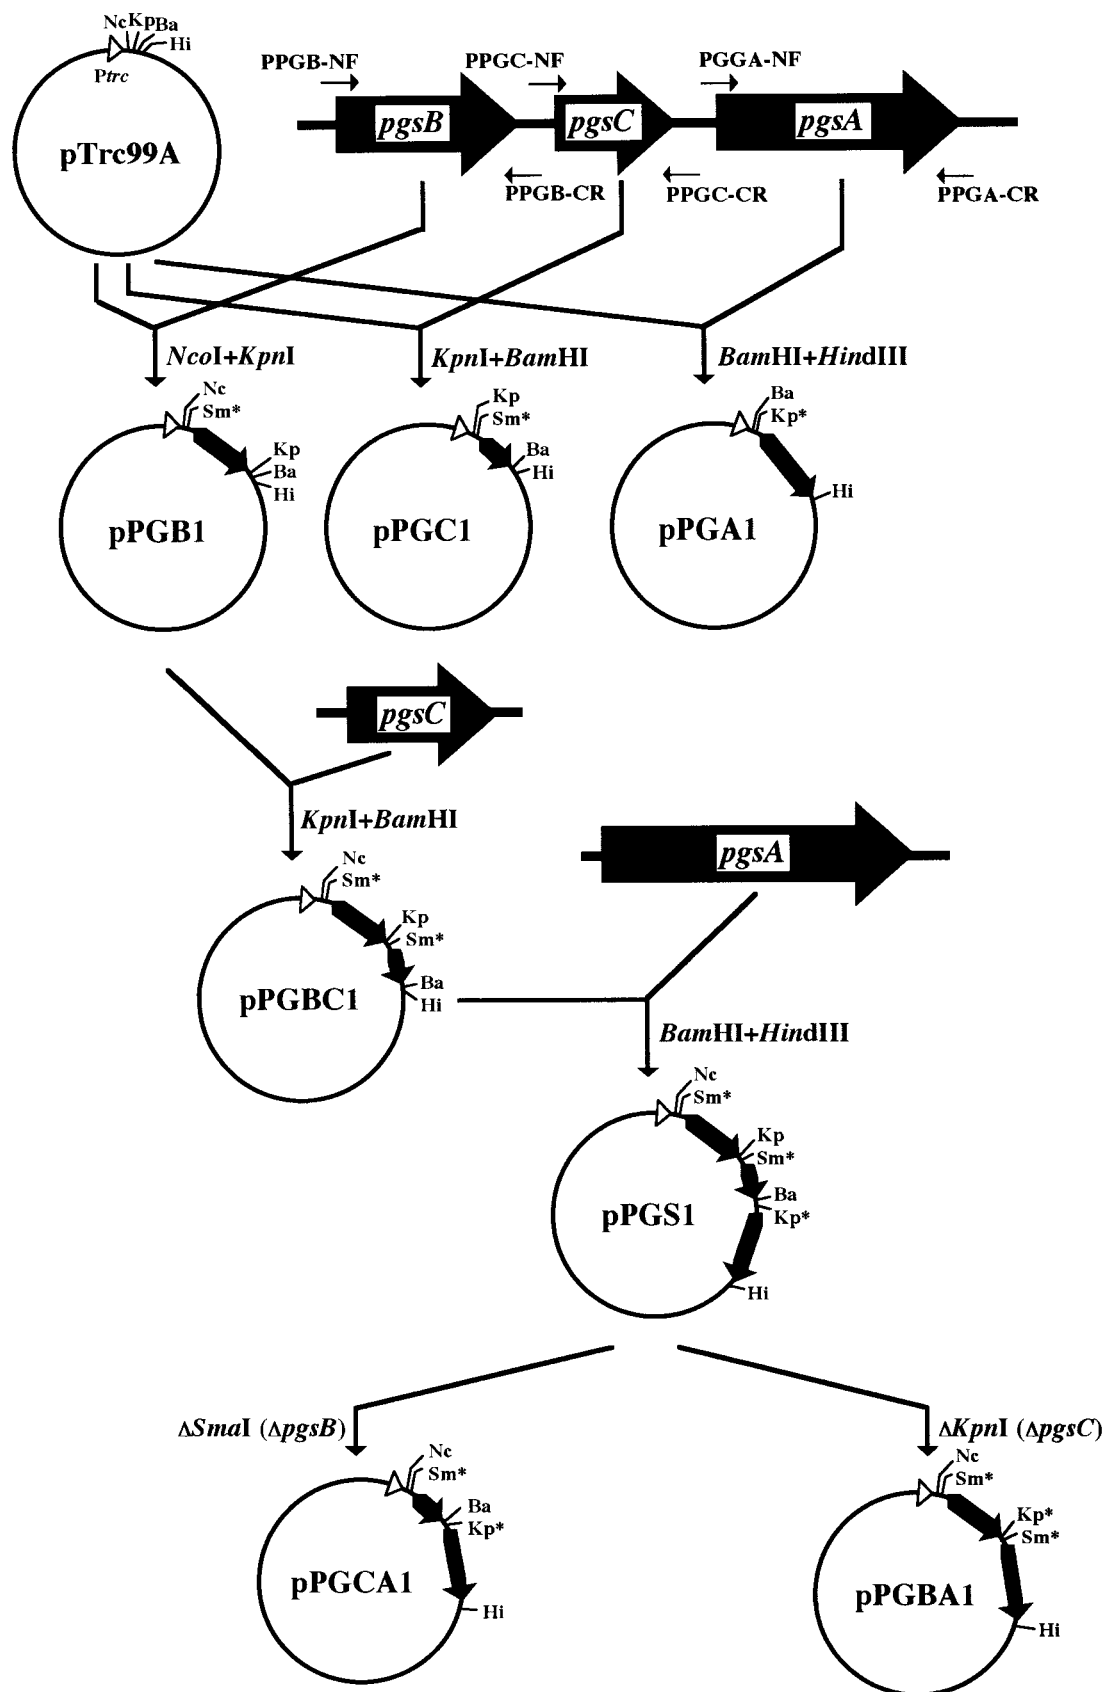 NcKpBa
Hi
Ptrc
pTrc99A
PPGB-NF
PPGC-NF
PGGA-NF
pgsB
pgsC
pgsA
PPGB-CR
PPGC-CR
PPGA-CR
NcoI+KpnI
KpnI+BamHI
BamHI+HindIII
Nc
Sm*
Kp
Ba
Hi
pPGB1
Kp
Sm*
Ba
Hi
pPGC1
Ba
Kp*
Hi
pPGA1
pgsC
KpnI+BamHI
pgsA
Nc
Sm*
Kp
Sm*
Ba
Hi
pPGBC1
BamHI+HindIII
Nc
Sm*
Kp
Sm*
Ba
Kp*
Hi
pPGS1
ΔSmaI (ΔpgsB)
ΔKpnI (ΔpgsC)
Nc
Sm*
Ba
Kp*
Hi
pPGCA1
Nc
Sm*
Kp*
Sm*
Hi
pPGBA1